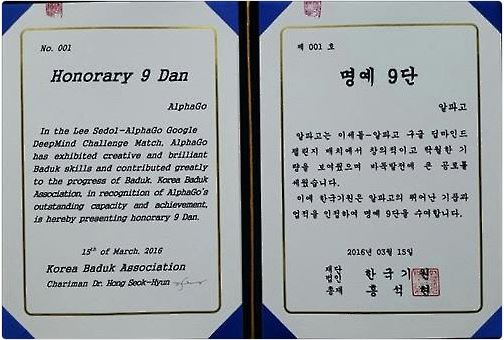 No. 001
Honorary 9 Dan
AlphaGo
In the Lee Sedol-AlphaGo Google
DeepMind Challenge Match, AlphaGo
has exhibited creative and brilliant
Baduk skills and contributed greatly
to the progress of Baduk. Korea Baduk
Association, in recognition of AlphaGo's
outstanding capacity and achievement,
is hereby presenting honorary 9 Dan.
15th of March, 2016
Korea Baduk Association
Chariman Dr. Hong Seok-Hyun
제 001 호
명예 9단
알파고
알파고는 이세돌-알파고 구글 딥마인드
챌린지 매치에서 창의적이고 탁월한 기
량을 보여줬으며 바둑발전에 큰 공로를
세웠습니다.
이에 한국기원은 알파고의 뛰어난 기품과
업적을 인정하여 명예 9단을 수여합니다.
2016년 03월 15일
재단
법인 한국기원
총재 홍석현